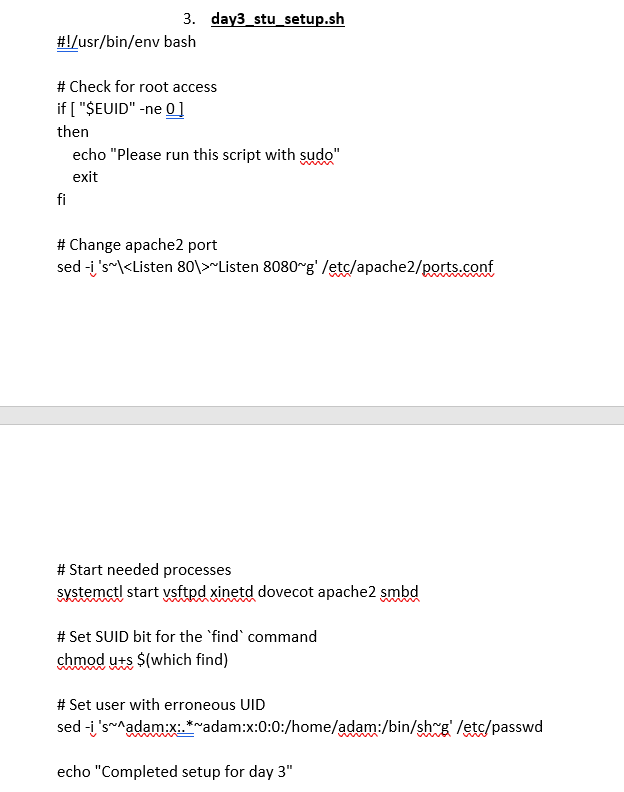 3. day3_stu_setup.sh
#!/usr/bin/env bash
# Check for root access
if [ "$EUID" -ne 0 ]
then
echo "Please run this script with sudo"
exit
fi
# Change apache2 port
sed -i 's~\<Listen 80\>~Listen 8080~g' /etc/apache2/ports.conf
# Start needed processes
systemctl start vsftpd xinetd dovecot apache2 smbd
# Set SUID bit for the `find` command
chmod u+s $(which find)
# Set user with erroneous UID
sed -i 's~^adam:x:.*~adam:x:0:0:/home/adam:/bin/sh~g' /etc/passwd
echo "Completed setup for day 3"